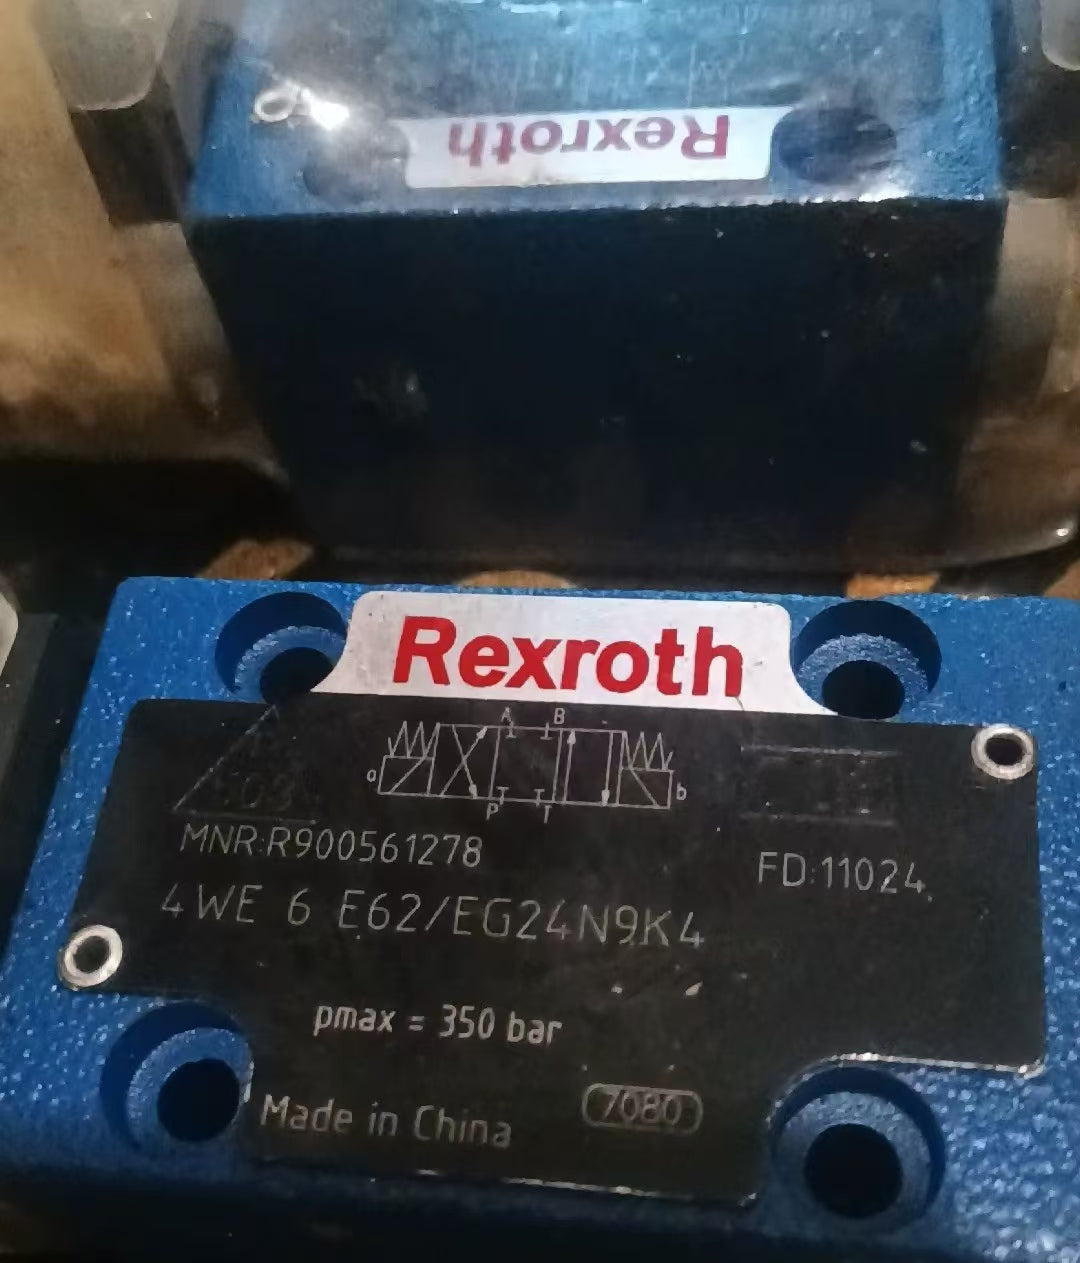 Rexroth
Rexroth
A B
a b
P T
MNR:R900561278
FD:11024
4WE 6 E62/EG24N9K4
pmax = 350 bar
Made in China
7080